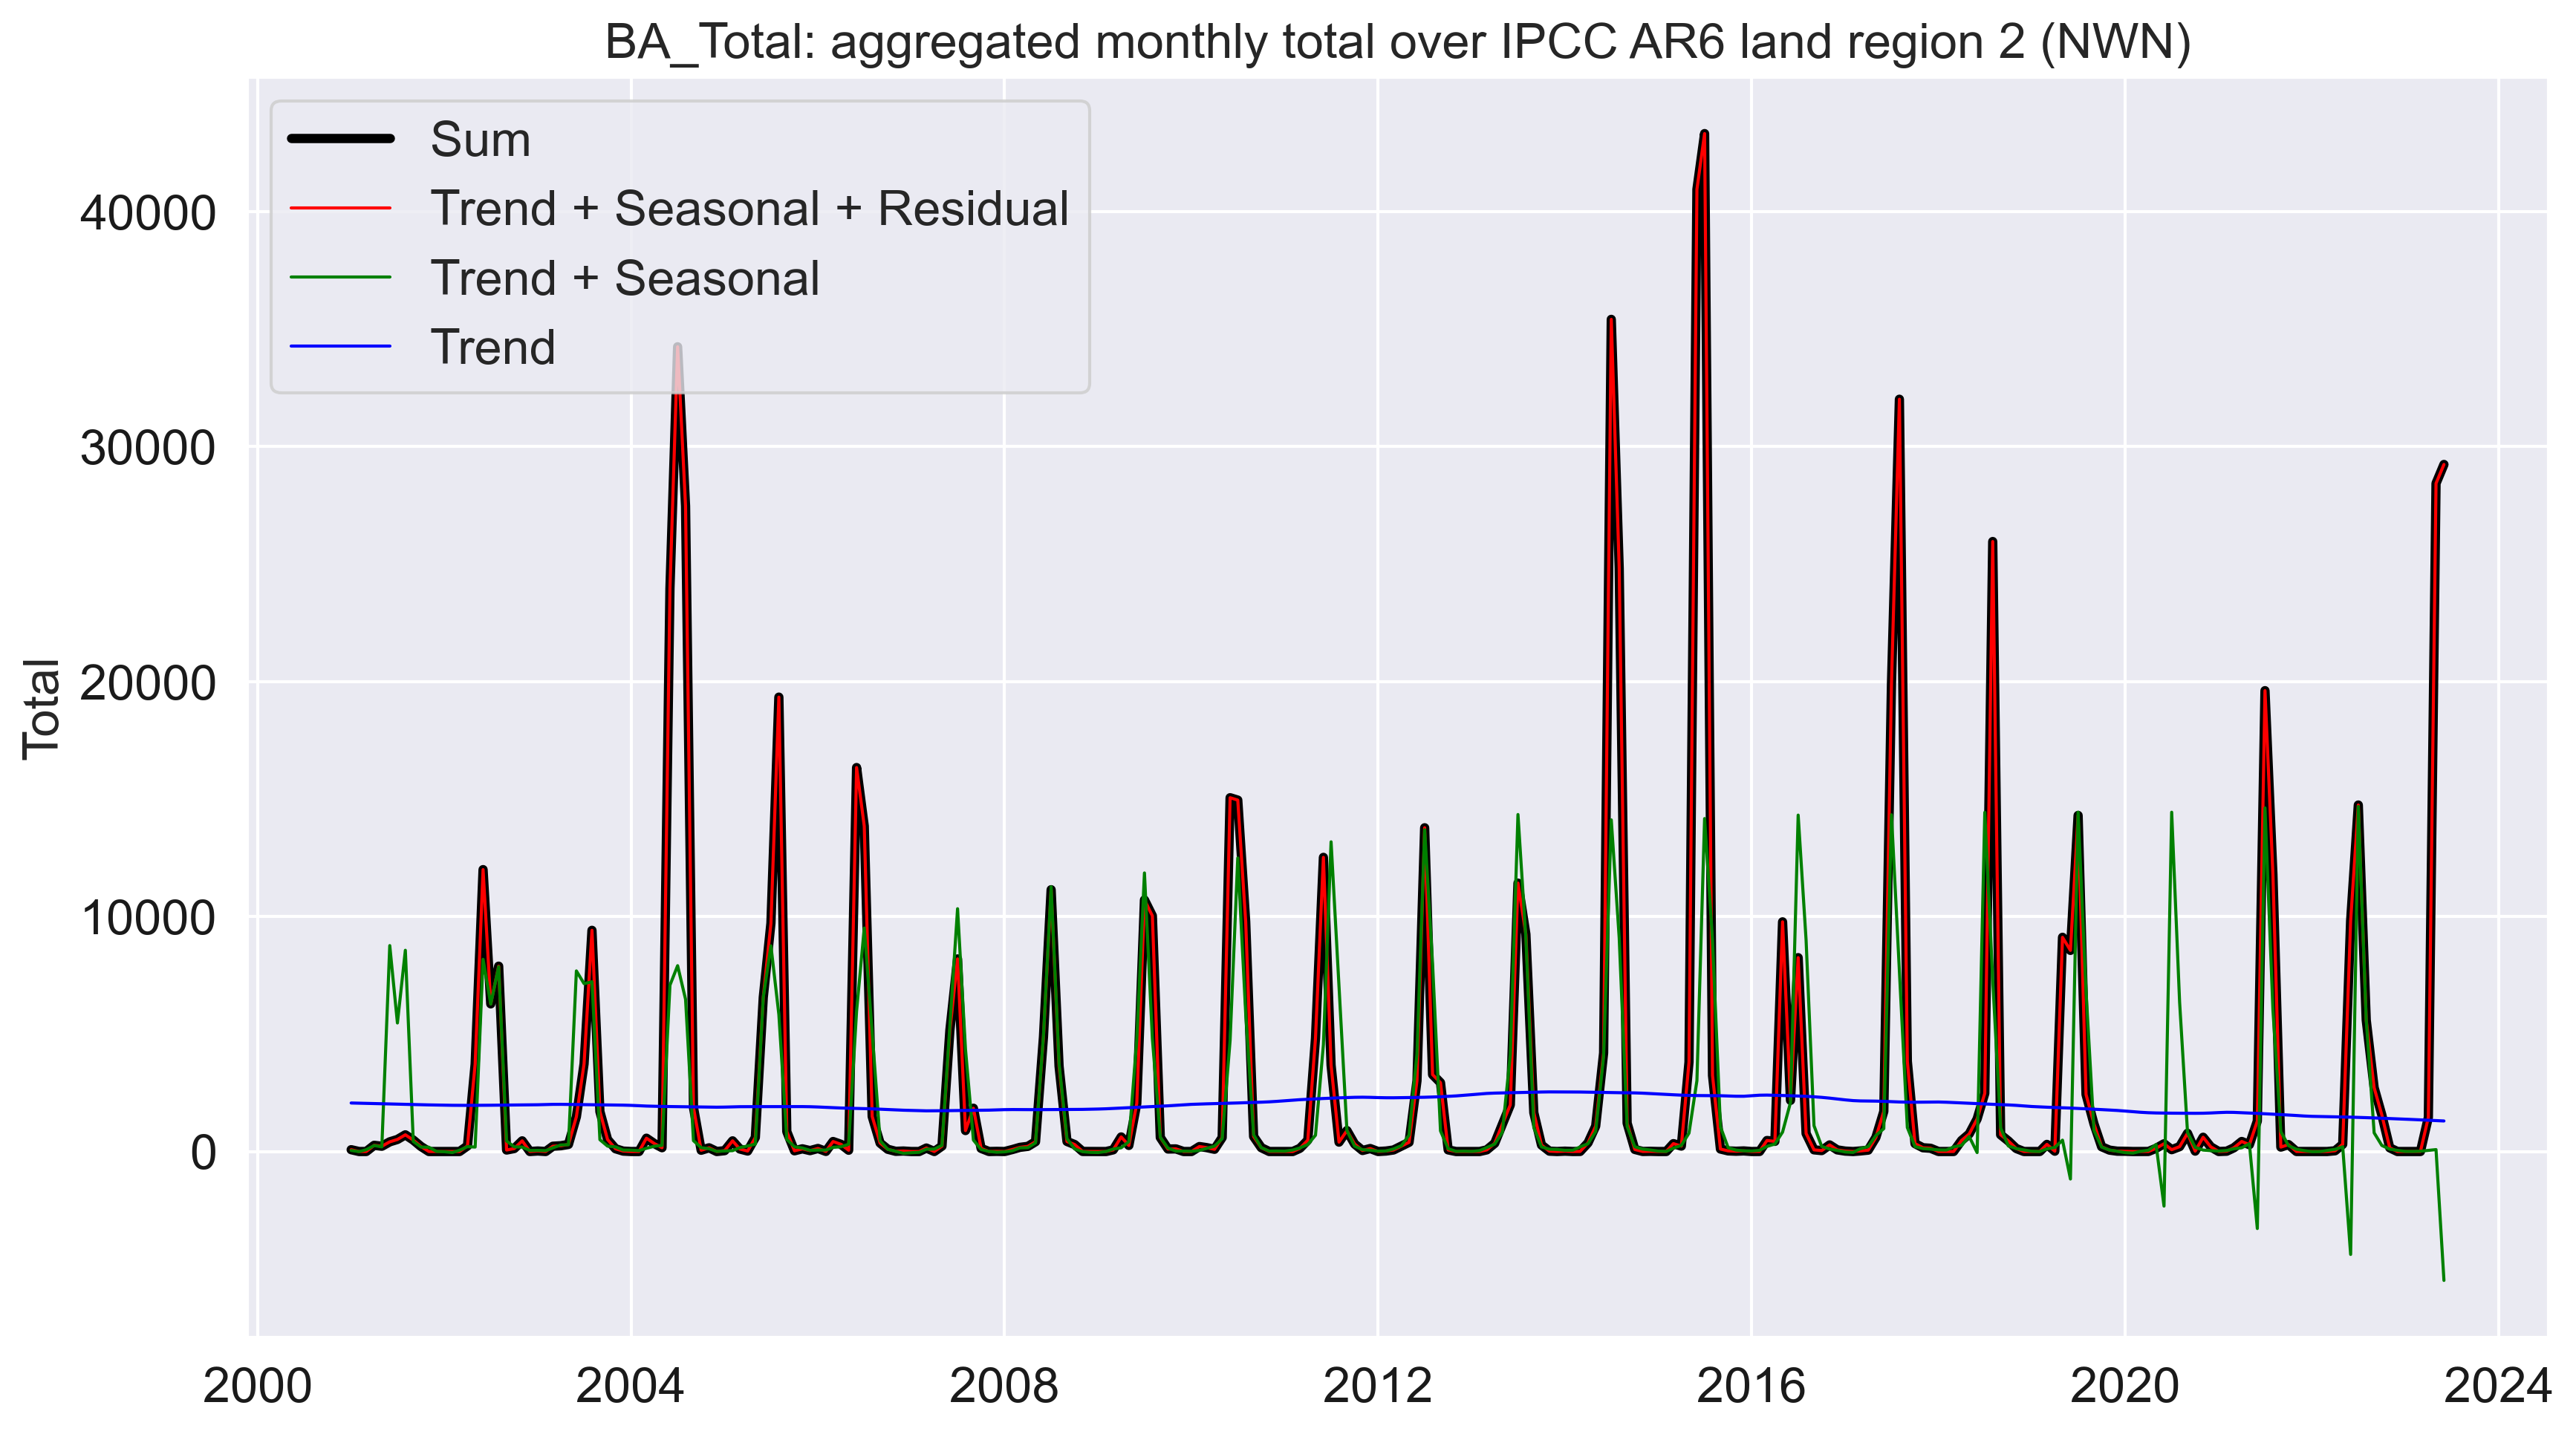 BA_Total: aggregated monthly total over IPCC AR6 land region 2 (NWN)
Sum
Trend + Seasonal + Residual
Trend + Seasonal
Trend
Total
40000
30000
20000
10000
0
2000 2004 2008 2012 2016 2020 2024